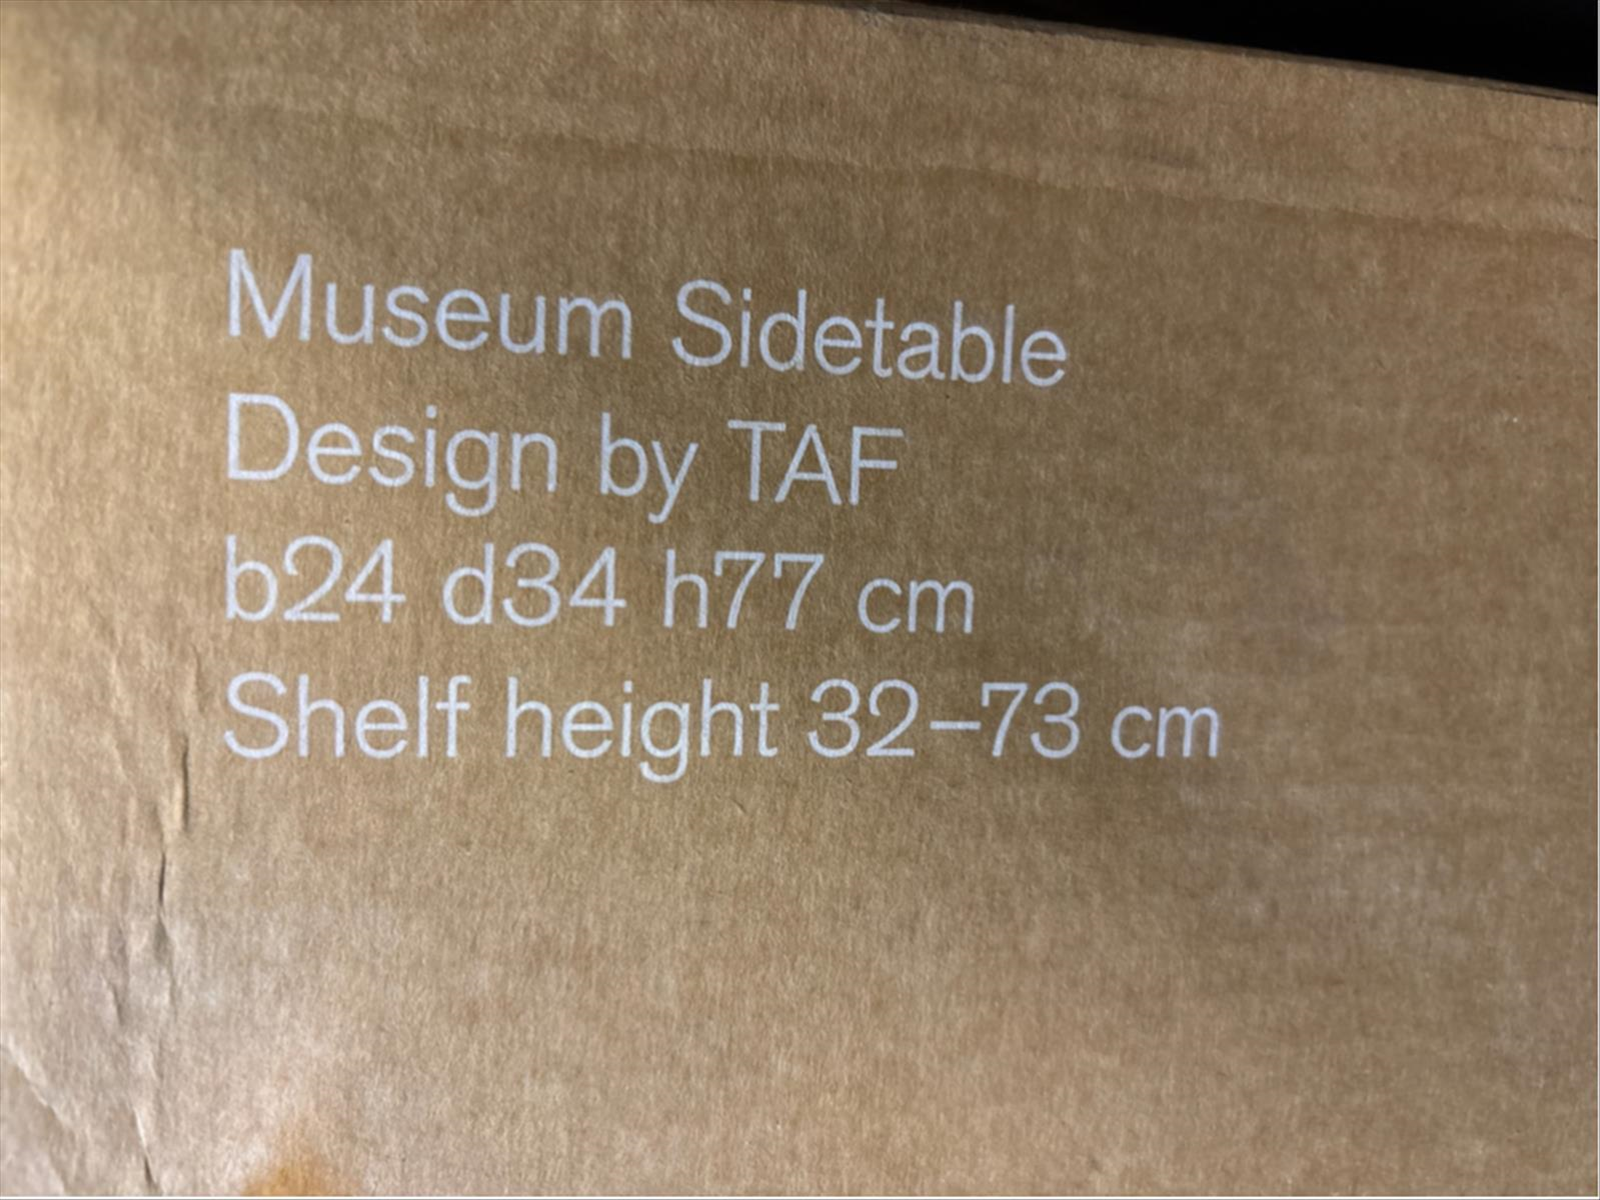 Museum Sidetable
Design by TAF
b24 d34 h77 cm
Shelf height 32–73 cm